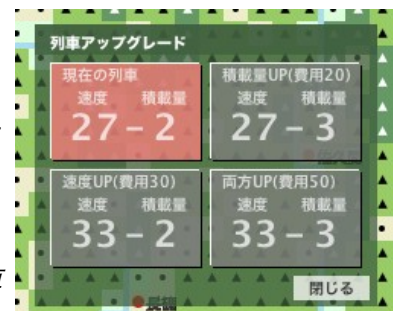 列車アップグレード
現在の列車
速度 積載量
27-2
積載量UP(費用20)
速度 積載量
27-3
速度UP(費用30)
速度 積載量
33-2
両方UP(費用50)
速度 積載量
33-3
閉じる